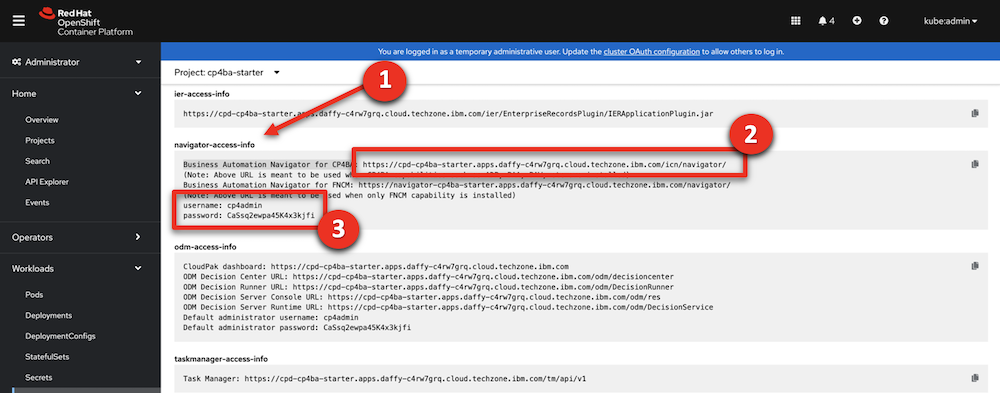 Red Hat
OpenShift
Container Platform
4
kube:admin
You are logged in as a temporary administrative user. Update the cluster OAuth configuration to allow others to log in.
Administrator
Project: cp4ba-starter
1
Home
Overview
Projects
Search
API Explorer
Events
Operators
Workloads
Pods
Deployments
DeploymentConfigs
StatefulSets
Secrets
ier-access-info
https://cpd-cp4ba-starter.apps.daffy-c4rw7grq.cloud.techzone.ibm.com/ier/EnterpriseRecordsPlugin/IERApplicationPlugin.jar
2
navigator-access-info
Business Automation Navigator for CP4BA: https://cpd-cp4ba-starter.apps.daffy-c4rw7grq.cloud.techzone.ibm.com/icn/navigator/
(Note: Above URL is meant to be used when
Business Automation Navigator for FNCM: https://navigator-cp4ba-starter.apps.daffy-c4rw7grq.cloud.techzone.ibm.com/navigator/
(Note: Above URL is meant to be used when only FNCM capability is installed)
username: cp4admin
password: CaSsq2ewpa45K4x3kjfi
3
odm-access-info
CloudPak dashboard: https://cpd-cp4ba-starter.apps.daffy-c4rw7grq.cloud.techzone.ibm.com
ODM Decision Center URL: https://cpd-cp4ba-starter.apps.daffy-c4rw7grq.cloud.techzone.ibm.com/odm/decisioncenter
ODM Decision Runner URL: https://cpd-cp4ba-starter.apps.daffy-c4rw7grq.cloud.techzone.ibm.com/odm/DecisionRunner
ODM Decision Server Console URL: https://cpd-cp4ba-starter.apps.daffy-c4rw7grq.cloud.techzone.ibm.com/odm/res
ODM Decision Server Runtime URL: https://cpd-cp4ba-starter.apps.daffy-c4rw7grq.cloud.techzone.ibm.com/odm/DecisionService
Default administrator username: cp4admin
Default administrator password: CaSsq2ewpa45K4x3kjfi
taskmanager-access-info
Task Manager: https://cpd-cp4ba-starter.apps.daffy-c4rw7grq.cloud.techzone.ibm.com/tm/api/v1